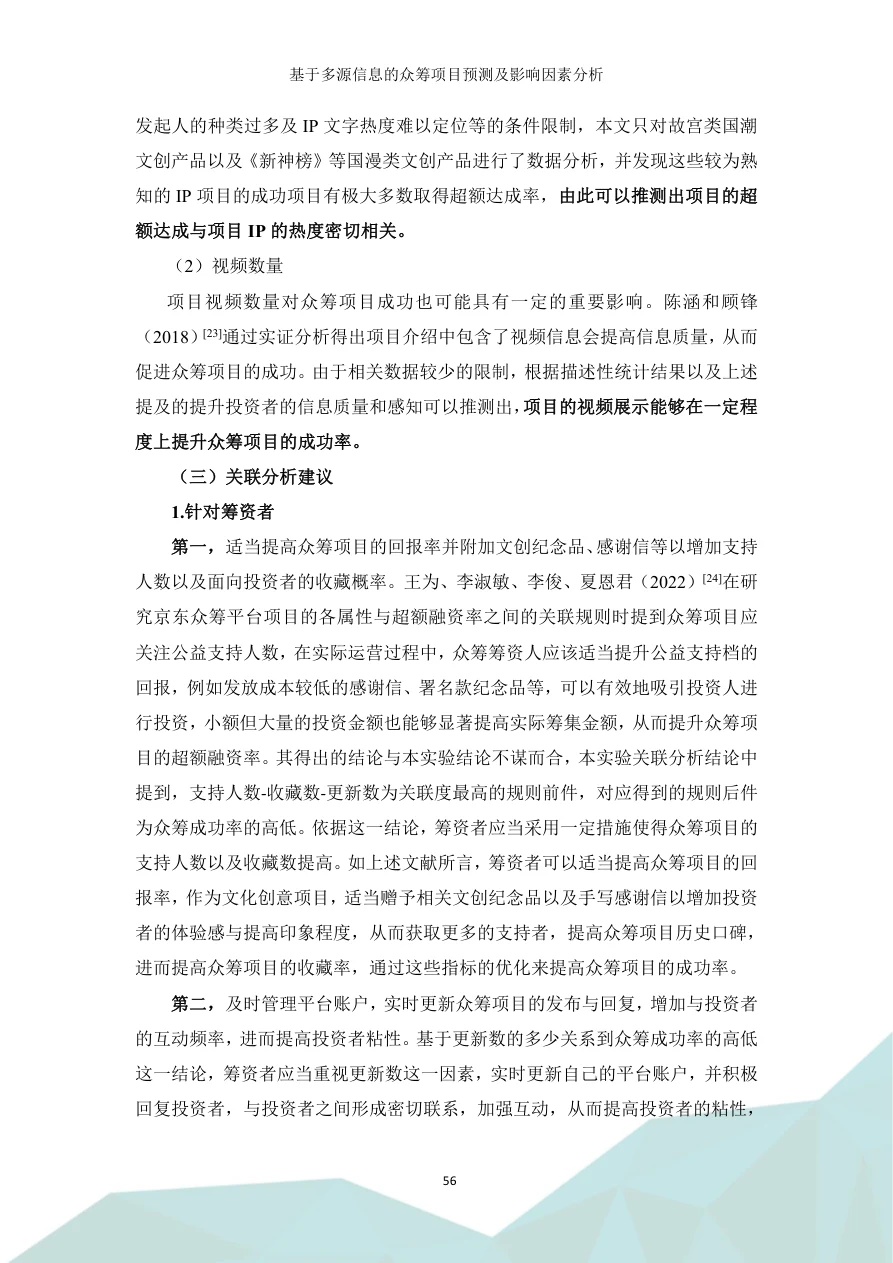 基于多源信息的众筹项目预测及影响因素分析
发起人的种类过多及 IP 文字热度难以定位等的条件限制，本文只对故宫类国潮
文创产品以及《新神榜》等国漫类文创产品进行了数据分析，并发现这些较为熟
知的 IP 项目的成功项目有极大多数取得超额达成率，由此可以推测出项目的超
额达成与项目 IP 的热度密切相关。
（2）视频数量
项目视频数量对众筹项目成功也可能具有一定的重要影响。陈涵和顾锋
（2018）[23]通过实证分析得出项目介绍中包含了视频信息会提高信息质量，从而
促进众筹项目的成功。由于相关数据较少的限制，根据描述性统计结果以及上述
提及的提升投资者的信息质量和感知可以推测出，项目的视频展示能够在一定程
度上提升众筹项目的成功率。
（三）关联分析建议
1.针对筹资者
第一，适当提高众筹项目的回报率并附加文创纪念品、感谢信等以增加支持
人数以及面向投资者的收藏概率。王为、李淑敏、李俊、夏恩君（2022）[24]在研
究京东众筹平台项目的各属性与超额融资率之间的关联规则时提到众筹项目应
关注公益支持人数，在实际运营过程中，众筹筹资人应该适当提升公益支持档的
回报，例如发放成本较低的感谢信、署名款纪念品等，可以有效地吸引投资人进
行投资，小额但大量的投资金额也能够显著提高实际筹集金额，从而提升众筹项
目的超额融资率。其得出的结论与本实验结论不谋而合，本实验关联分析结论中
提到，支持人数-收藏数-更新数为关联度最高的规则前件，对应得到的规则后件
为众筹成功率的高低。依据这一结论，筹资者应当采用一定措施使得众筹项目的
支持人数以及收藏数提高。如上述文献所言，筹资者可以适当提高众筹项目的回
报率，作为文化创意项目，适当赠予相关文创纪念品以及手写感谢信以增加投资
者的体验感与提高印象程度，从而获取更多的支持者，提高众筹项目历史口碑，
进而提高众筹项目的收藏率，通过这些指标的优化来提高众筹项目的成功率。
第二，及时管理平台账户，实时更新众筹项目的发布与回复，增加与投资者
的互动频率，进而提高投资者粘性。基于更新数的多少关系到众筹成功率的高低
这一结论，筹资者应当重视更新数这一因素，实时更新自己的平台账户，并积极
回复投资者，与投资者之间形成密切联系，加强互动，从而提高投资者的粘性，
56